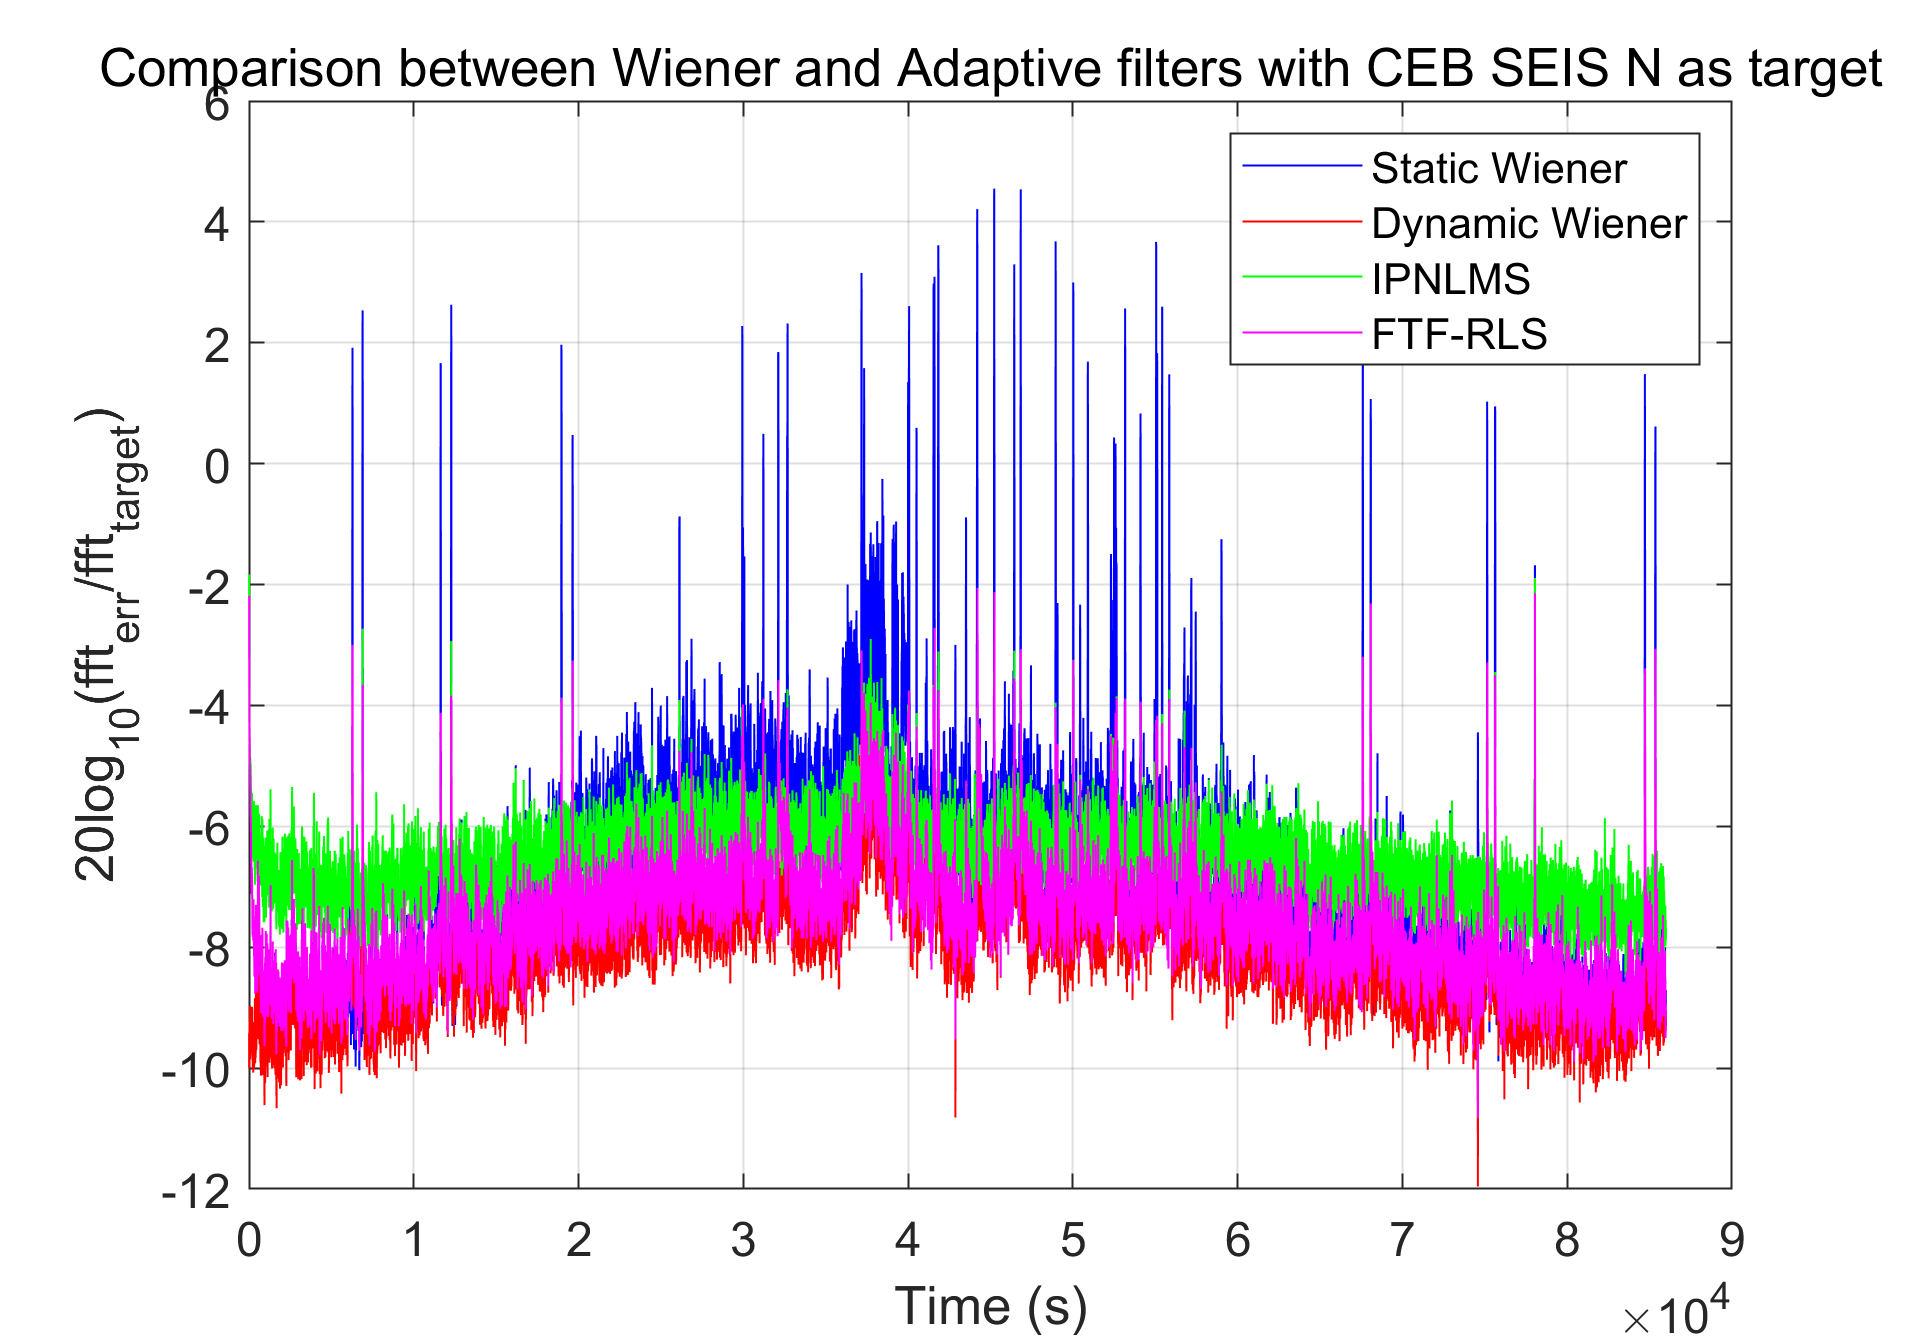 Comparison between Wiener and Adaptive filters with CEB SEIS N as target
6
4
2
0
-2
-4
-6
-8
-10
-12
20log10(ffterr/ffttarget)
Static Wiener
Dynamic Wiener
IPNLMS
FTF-RLS
0 1 2 3 4 5 6 7 8 9
Time (s)
×10^4